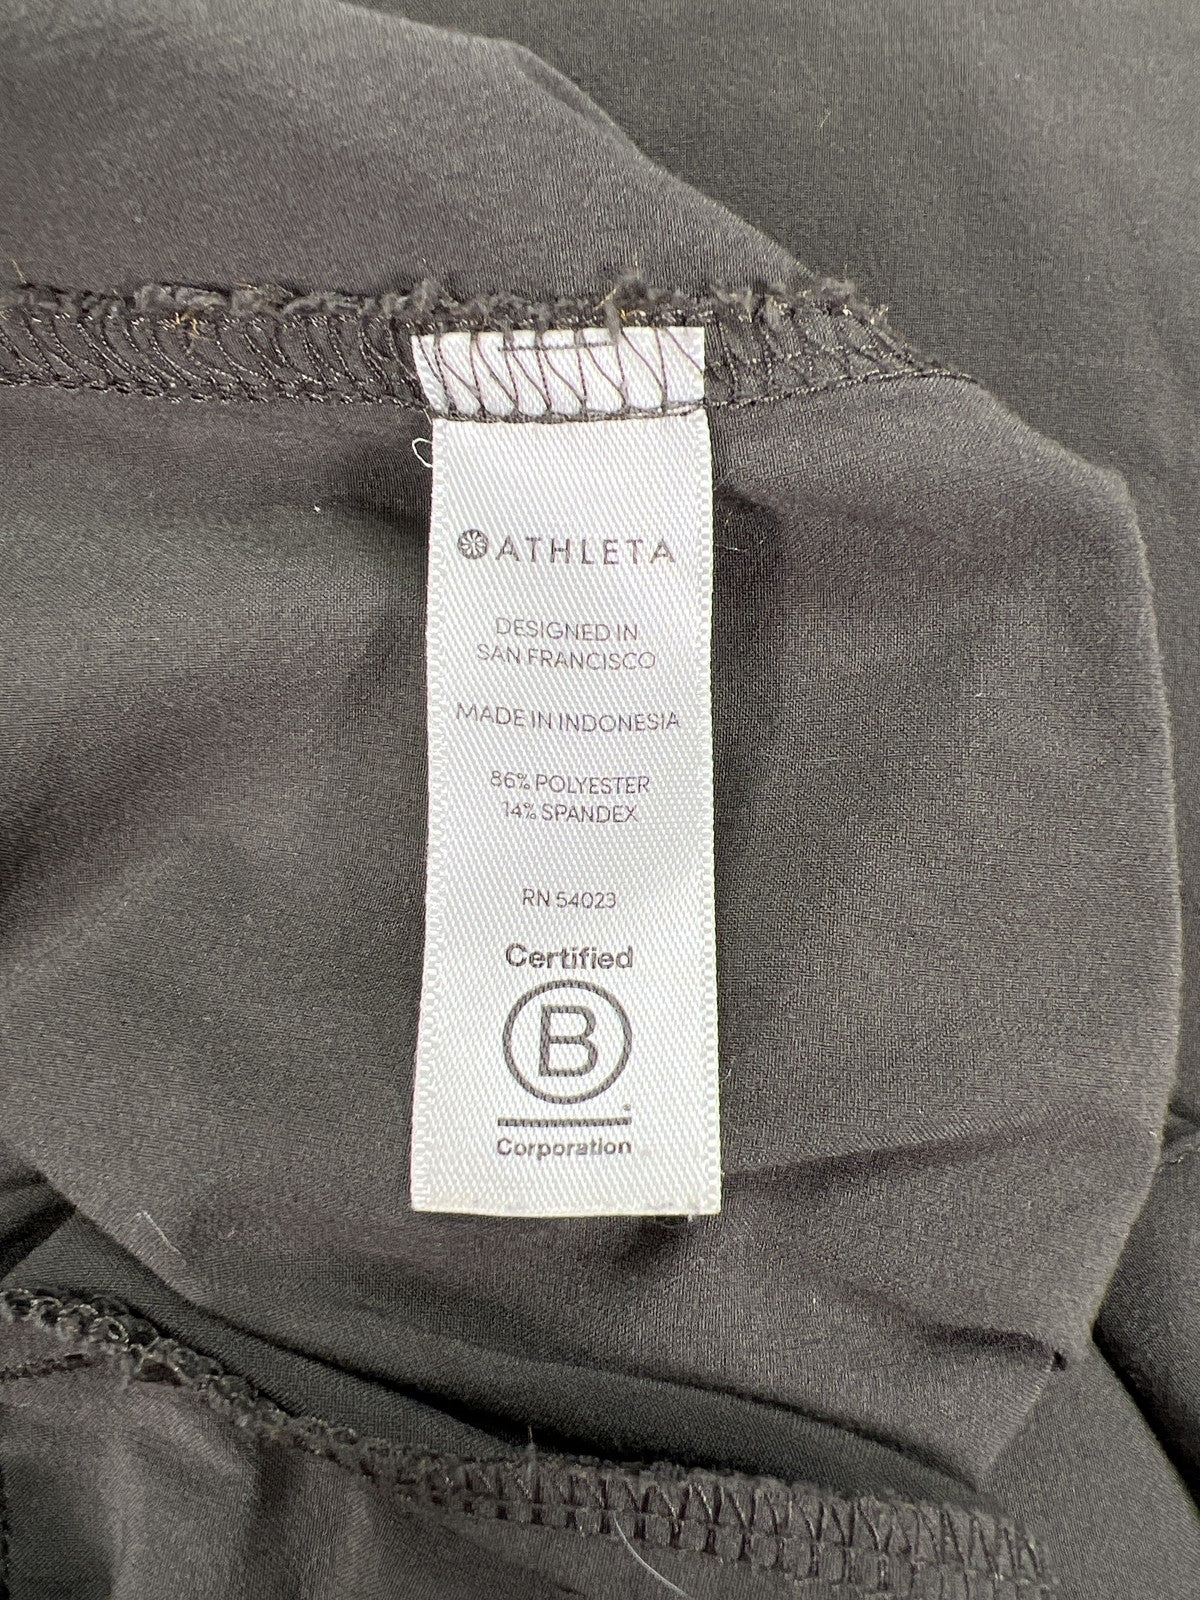 ATHLETA
DESIGNED IN
SAN FRANCISCO
MADE IN INDONESIA
86% POLYESTER
14% SPANDEX
RN 54023
Certified
B
Corporation